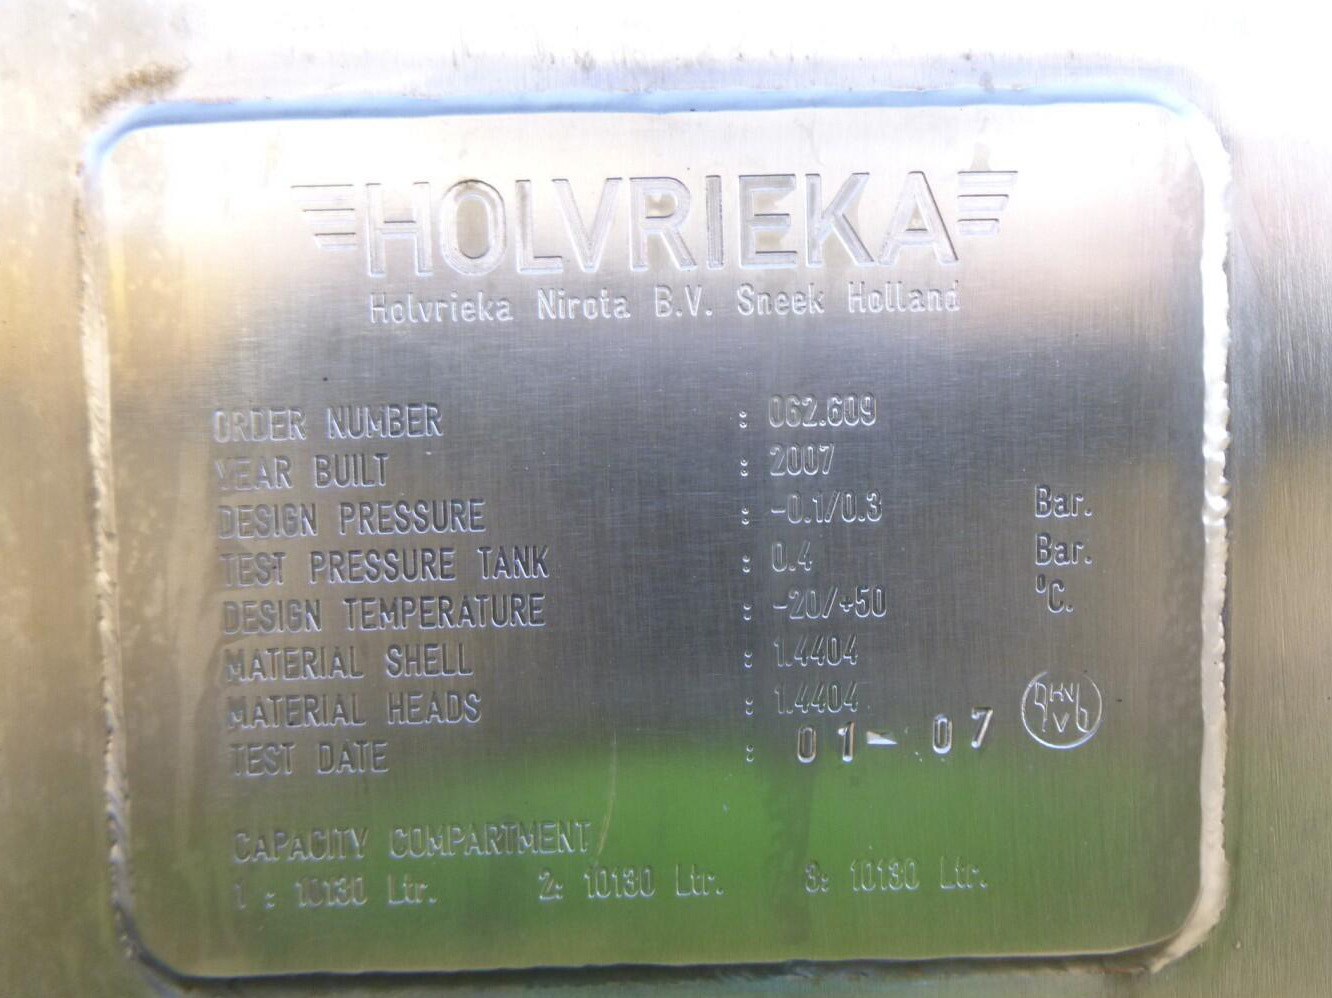 HOLVRIEKA
Holvrieka Nirota B.V. Sneek Holland
ORDER NUMBER : 062.609
YEAR BUILT : 2007
DESIGN PRESSURE : -0.1/0.3 Bar.
TEST PRESSURE TANK : 0.4 Bar.
DESIGN TEMPERATURE : -20/+50 °C.
MATERIAL SHELL : 1.4404
MATERIAL HEADS : 1.4404
TEST DATE : 01-07
CAPACITY COMPARTMENT
1 : 10130 Ltr. 2: 10130 Ltr. 3: 10130 Ltr.